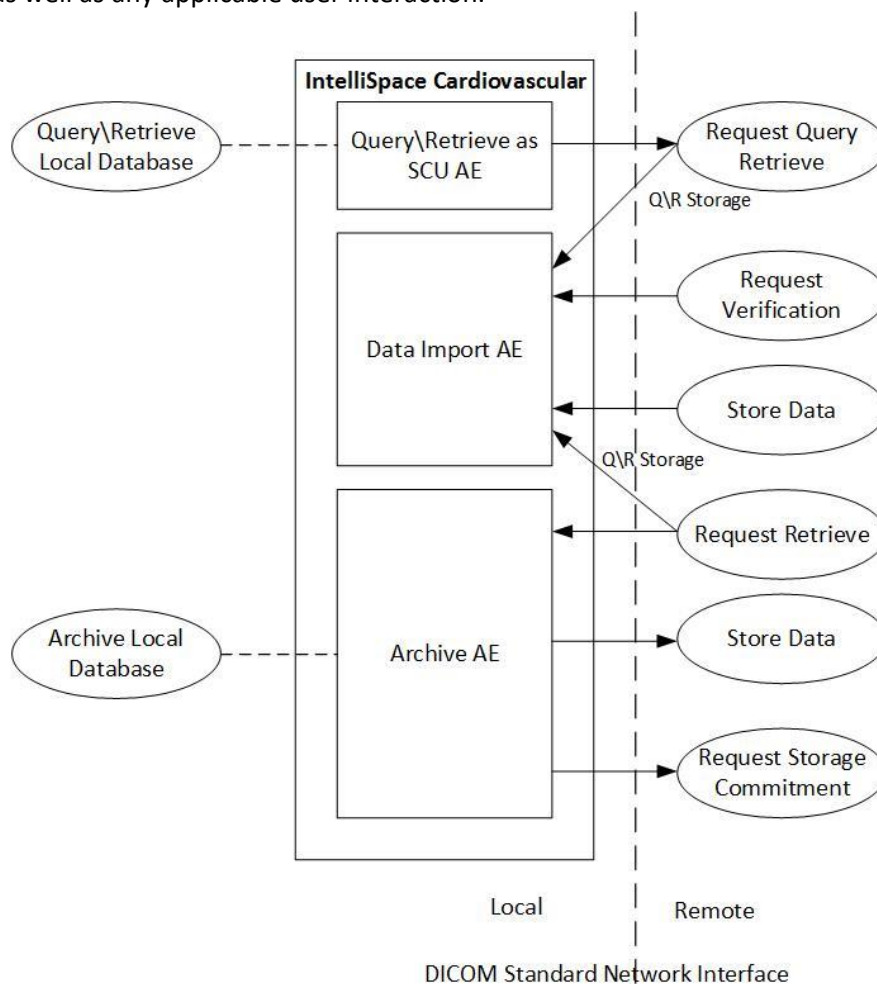 as well as any applicable user interaction.
IntelliSpace Cardiovascular
Query\Retrieve
Local Database
Query\Retrieve as
SCU AE
Request Query
Retrieve
Q\R Storage
Request
Verification
Data Import AE
Store Data
Q\R Storage
Request Retrieve
Archive Local
Database
Archive AE
Store Data
Request Storage
Commitment
Local
Remote
DICOM Standard Network Interface